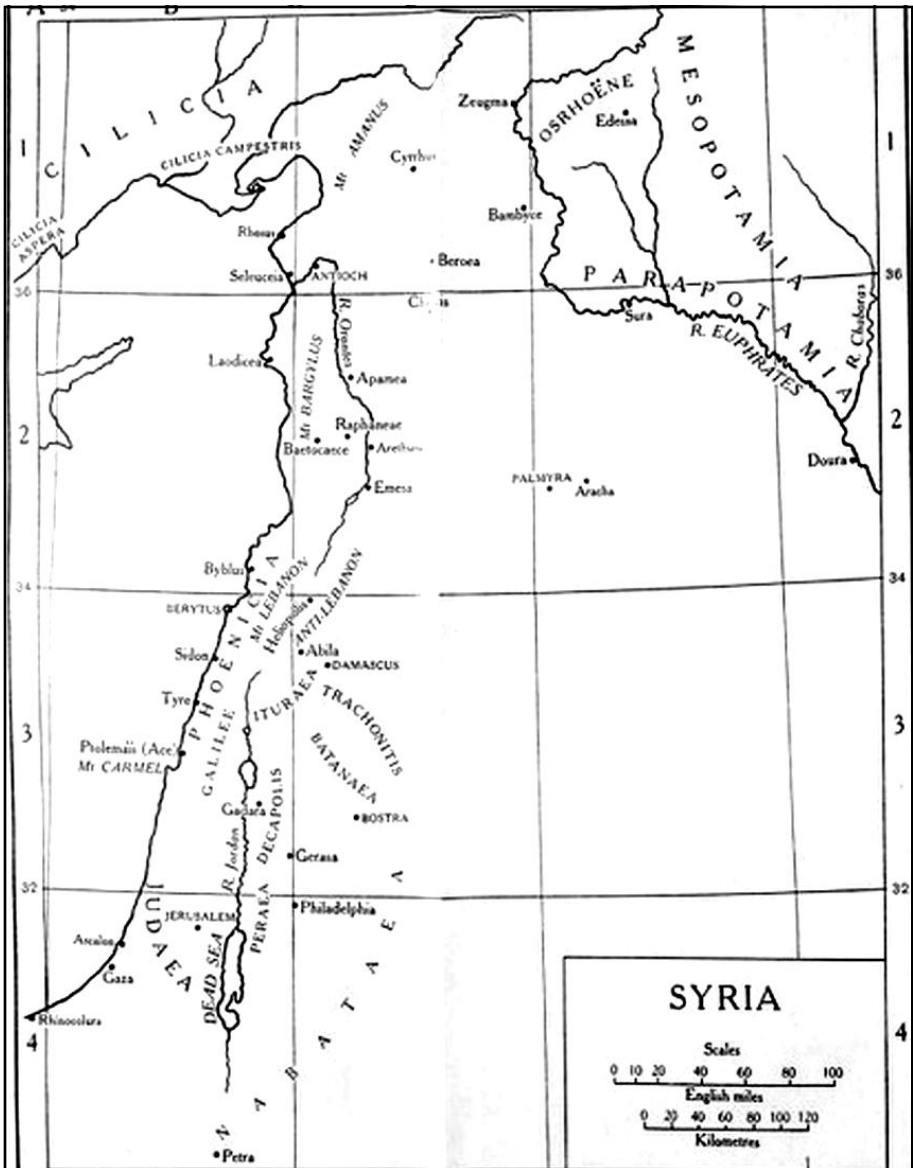 A
B
1
CILICIA
CILICIA CAMPESTRIS
CILICIA
ASPERA
Mt AMANUS
Cyrrhus
Zeugma
OSRHOËNE
Edessa
MESOPOTAMIA
1
Rhosus
Bambyce
Seleuceia
ANTIOCH
Beroea
PARAPOTAMIA
36
36
R. Orontes
Sura
R. EUPHRATES
R. Chaboras
Laodicea
Mt BARGYLUS
Apamea
2
Raphaneae
Baetocaece
2
Emesa
PALMYRA
Aracha
Doura
Byblus
34
34
BERYTUS
PHOENICIA
Mt LEBANON
Heliopolis
ANTI-LEBANON
Sidon
Abila
DAMASCUS
Tyre
ITURAEA
TRACHONITIS
3
3
Ptolemaïs (Ace)
Mt CARMEL
GALILEE
BATANAEA
Gadara
DECAPOLIS
BOSTRA
R. Jordan
Gerasa
32
32
JUDAEA
JERUSALEM
PERAEA
Philadelphia
Ascalon
Gaza
DEAD SEA
Rhinocolura
4
4
NABATAEA
Petra
SYRIA
Scales
0 10 20 40 60 80 100
English miles
0 20 40 60 80 100 120
Kilometres